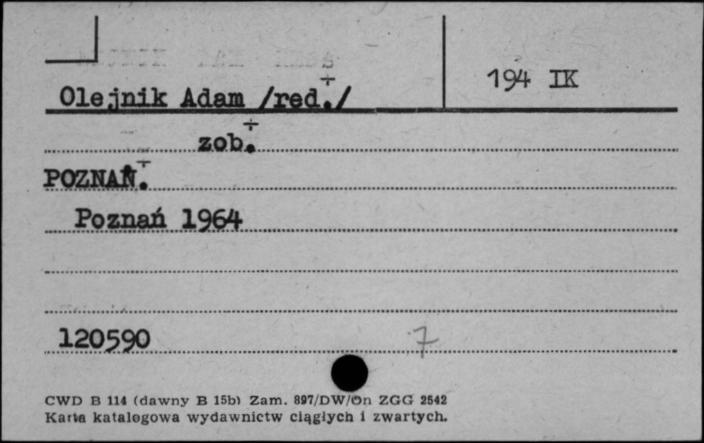 194 IK
Olejnik Adam /red./
zob.
POZNAŃ.
Poznań 1964
120590
7
CWD B 114 (dawny B 15b) Zam. 897/DW/On ZGG 2542
Karta katalogowa wydawnictw ciągłych i zwartych.